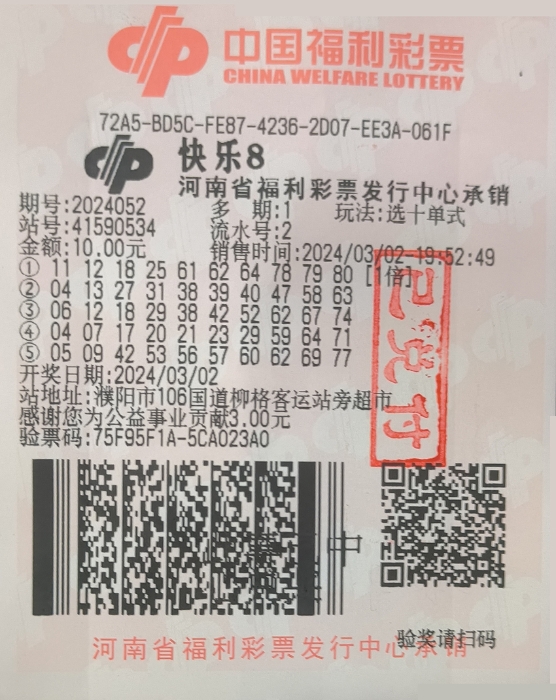 中国福利彩票
CHINA WELFARE LOTTERY
72A5-BD5C-FE87-4236-2D07-EE3A-061F
快乐8
河南省福利彩票发行中心承销
期号:2024052 多 期:1 玩法:选十单式
站号:41590534 流水号:2
金额:10.00元 销售时间:2024/03/02-19:52:49
① 11 12 18 25 61 62 64 78 79 80 [1倍]
② 04 13 27 31 38 39 40 47 58 63
③ 06 12 18 29 38 42 52 62 67 74
④ 04 07 17 20 21 23 29 59 64 71
⑤ 05 09 42 53 56 57 60 62 69 77
已兑付
开奖日期:2024/03/02
站地址:濮阳市106国道柳格客运站旁超市
感谢您为公益事业贡献3.00元
验票码:75F95F1A-5CA023A0
中
验奖请扫码
河南省福利彩票发行中心承销